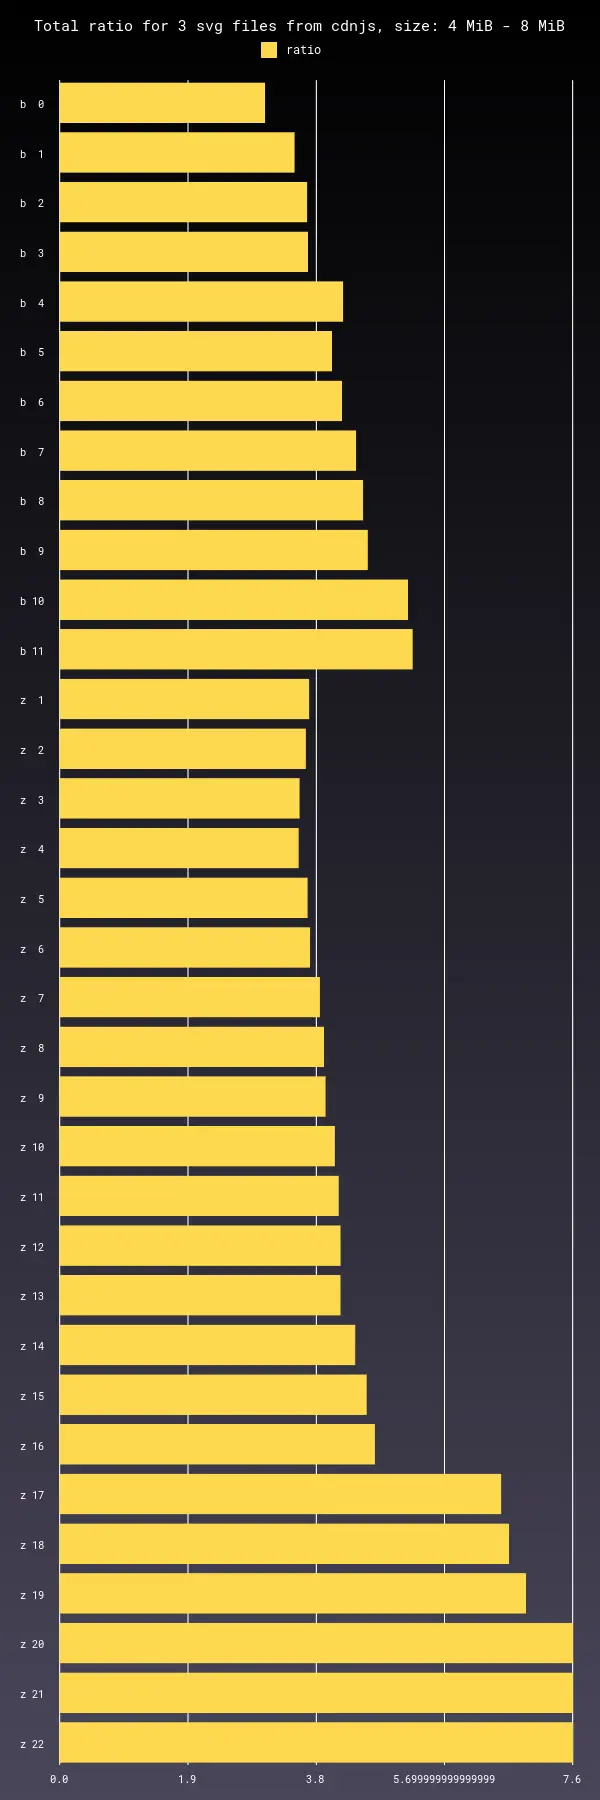 Total ratio for 3 svg files from cdnjs, size: 4 MiB - 8 MiB
ratio
b 0
b 1
b 2
b 3
b 4
b 5
b 6
b 7
b 8
b 9
b 10
b 11
z 1
z 2
z 3
z 4
z 5
z 6
z 7
z 8
z 9
z 10
z 11
z 12
z 13
z 14
z 15
z 16
z 17
z 18
z 19
z 20
z 21
z 22
0.0 1.9 3.8 5.699999999999999 7.6